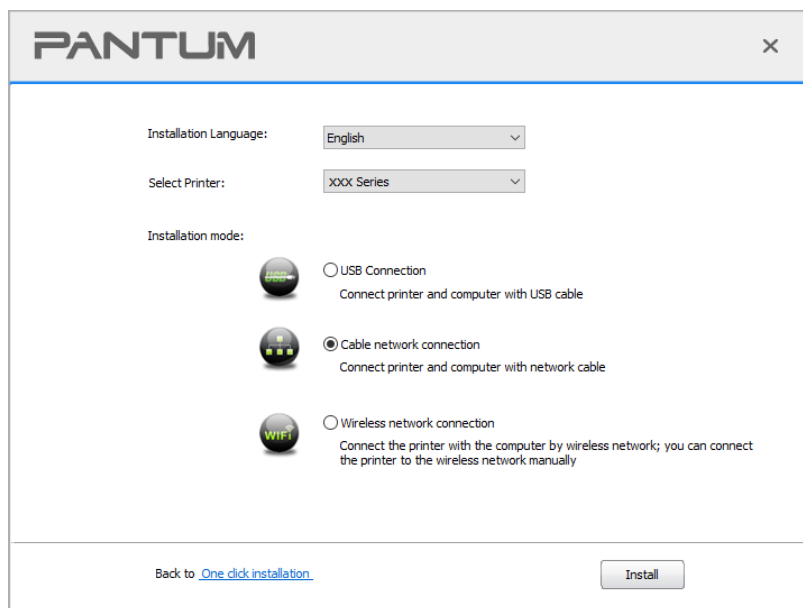 PANTUM
Installation Language:
English
Select Printer:
XXX Series
Installation mode:
USB
USB Connection
Connect printer and computer with USB cable
Cable network connection
Connect printer and computer with network cable
WIFI
Wireless network connection
Connect the printer with the computer by wireless network; you can connect
the printer to the wireless network manually
Back to One click installation
Install